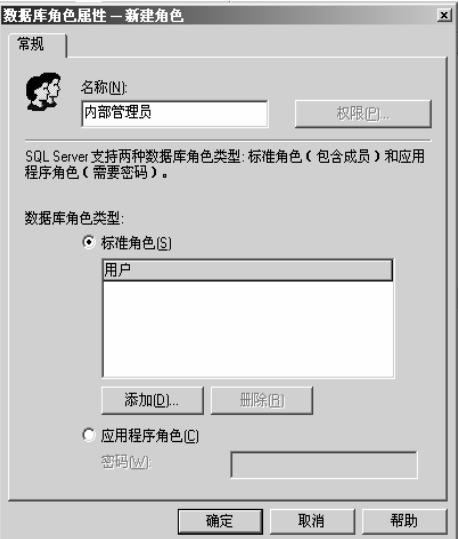 数据库角色属性 — 新建角色
常规
名称(N):
内部管理员
权限(P)...
SQL Server 支持两种数据库角色类型: 标准角色 ( 包含成员 ) 和应用
程序角色 ( 需要密码 ) 。
数据库角色类型:
标准角色(S)
用户
添加(D)...
删除(R)
应用程序角色(C)
密码(W):
确定
取消
帮助